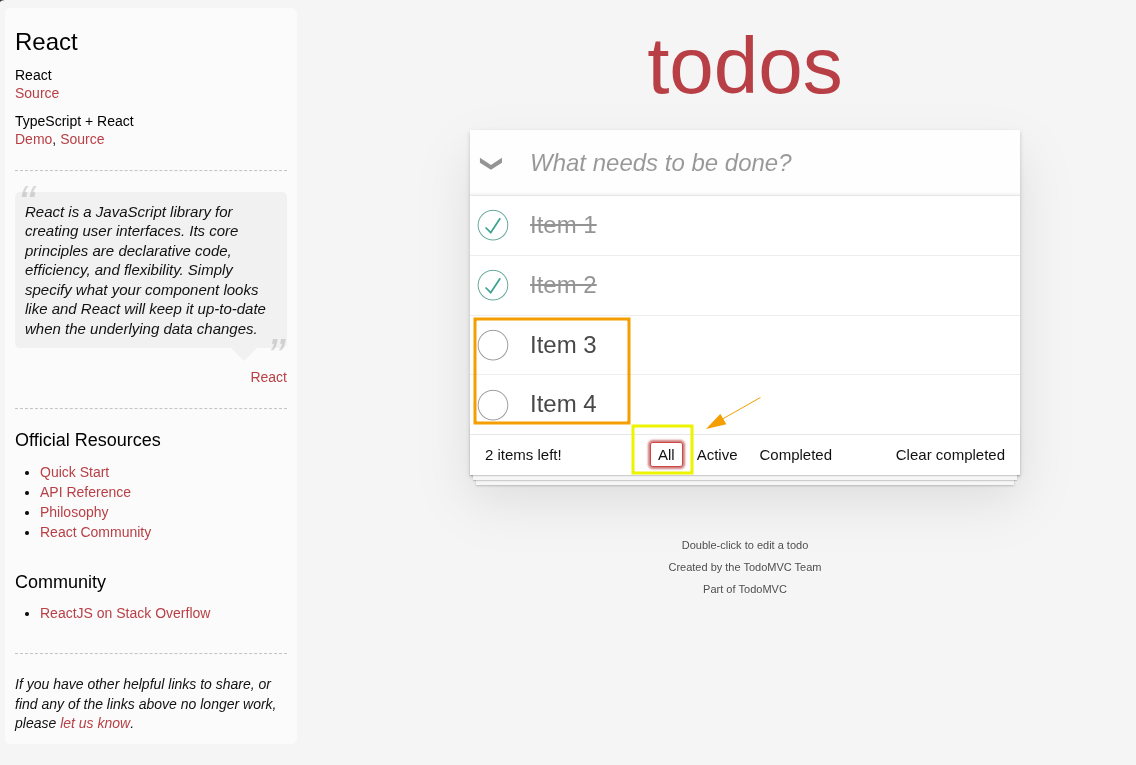 React
React
Source
TypeScript + React
Demo, Source
“
React is a JavaScript library for
creating user interfaces. Its core
principles are declarative code,
efficiency, and flexibility. Simply
specify what your component looks
like and React will keep it up-to-date
when the underlying data changes.
”
React
Official Resources
• Quick Start
• API Reference
• Philosophy
• React Community
Community
• ReactJS on Stack Overflow
If you have other helpful links to share, or
find any of the links above no longer work,
please let us know.
todos
What needs to be done?
Item 1
Item 2
Item 3
Item 4
2 items left! All Active Completed Clear completed
Double-click to edit a todo
Created by the TodoMVC Team
Part of TodoMVC